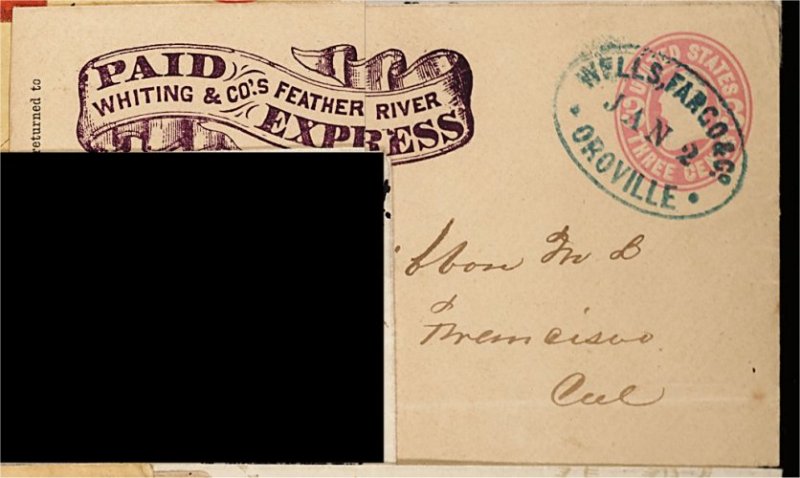 returned to
PAID
WHITING & CO'S FEATHER RIVER
EXPRESS
UNITED STATES
THREE CENTS
WELLS, FARGO & Co
JAN 2
OROVILLE
bbon M D
Francisco
Cal